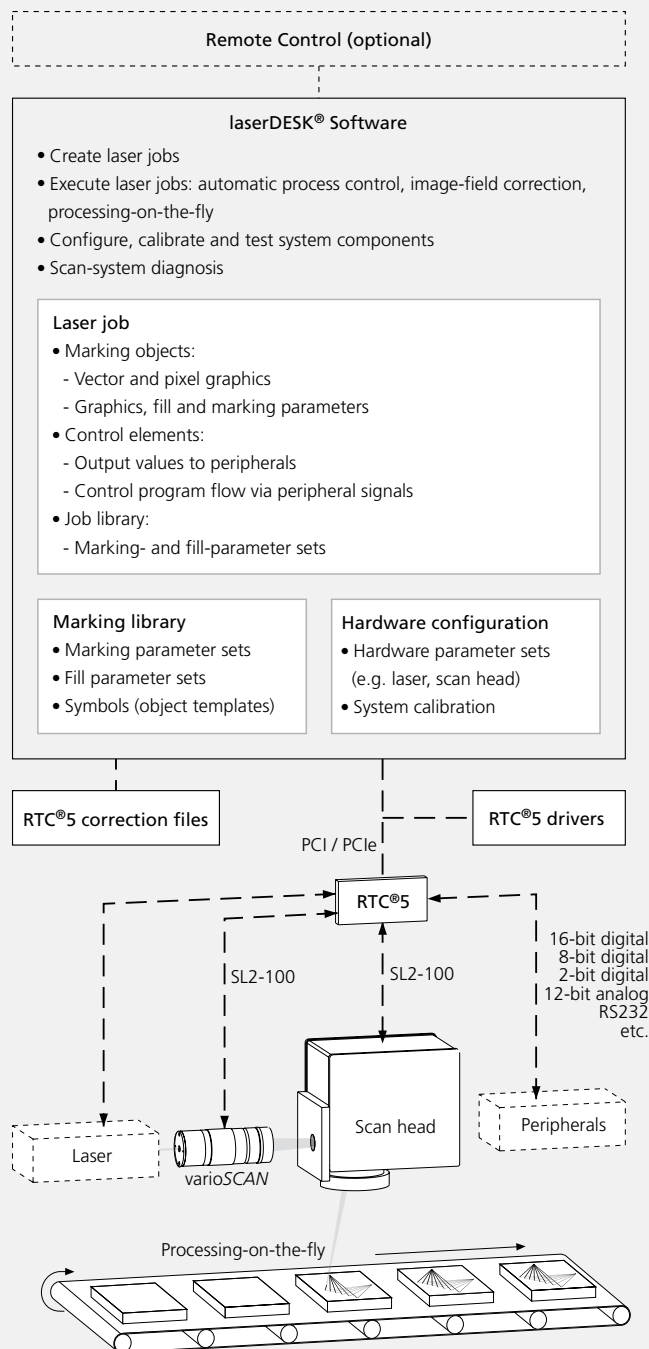 Remote Control (optional)
laserDESK® Software
• Create laser jobs
• Execute laser jobs: automatic process control, image-field correction,
processing-on-the-fly
• Configure, calibrate and test system components
• Scan-system diagnosis
Laser job
• Marking objects:
- Vector and pixel graphics
- Graphics, fill and marking parameters
• Control elements:
- Output values to peripherals
- Control program flow via peripheral signals
• Job library:
- Marking- and fill-parameter sets
Marking library
• Marking parameter sets
• Fill parameter sets
• Symbols (object templates)
Hardware configuration
• Hardware parameter sets
(e.g. laser, scan head)
• System calibration
RTC®5 correction files
RTC®5 drivers
PCI / PCIe
RTC®5
SL2-100
SL2-100
16-bit digital
8-bit digital
2-bit digital
12-bit analog
RS232
etc.
Laser
varioSCAN
Scan head
Peripherals
Processing-on-the-fly